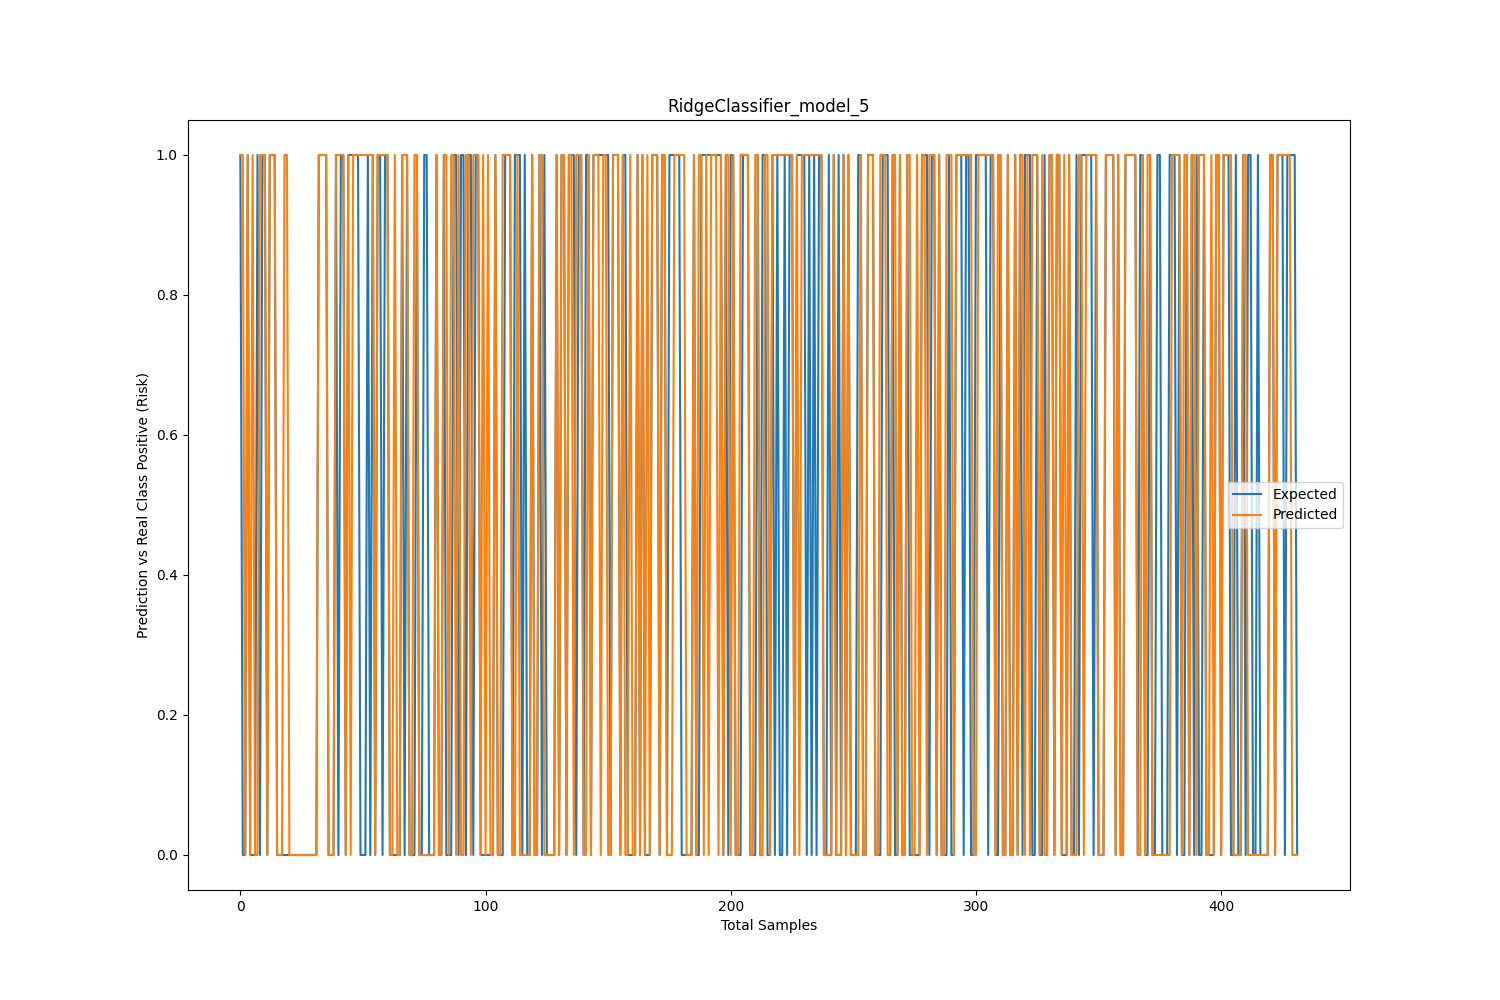 RidgeClassifier_model_5
1.0
0.8
0.6
0.4
0.2
0.0
Prediction vs Real Class Positive (Risk)
Expected
Predicted
0 100 200 300 400
Total Samples